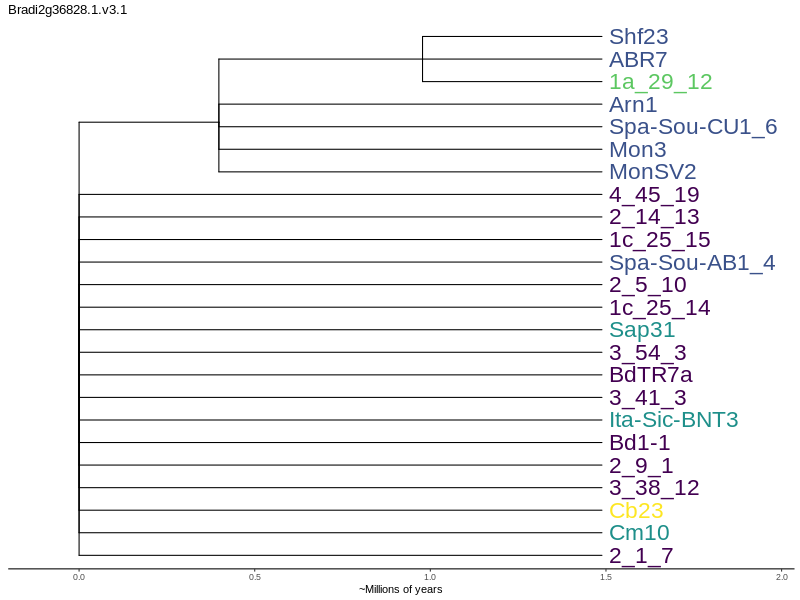 Bradi2g36828.1.v3.1
Shf23
ABR7
1a_29_12
Arn1
Spa-Sou-CU1_6
Mon3
MonSV2
4_45_19
2_14_13
1c_25_15
Spa-Sou-AB1_4
2_5_10
1c_25_14
Sap31
3_54_3
BdTR7a
3_41_3
Ita-Sic-BNT3
Bd1-1
2_9_1
3_38_12
Cb23
Cm10
2_1_7
0.0 0.5 1.0 1.5 2.0
~Millions of years